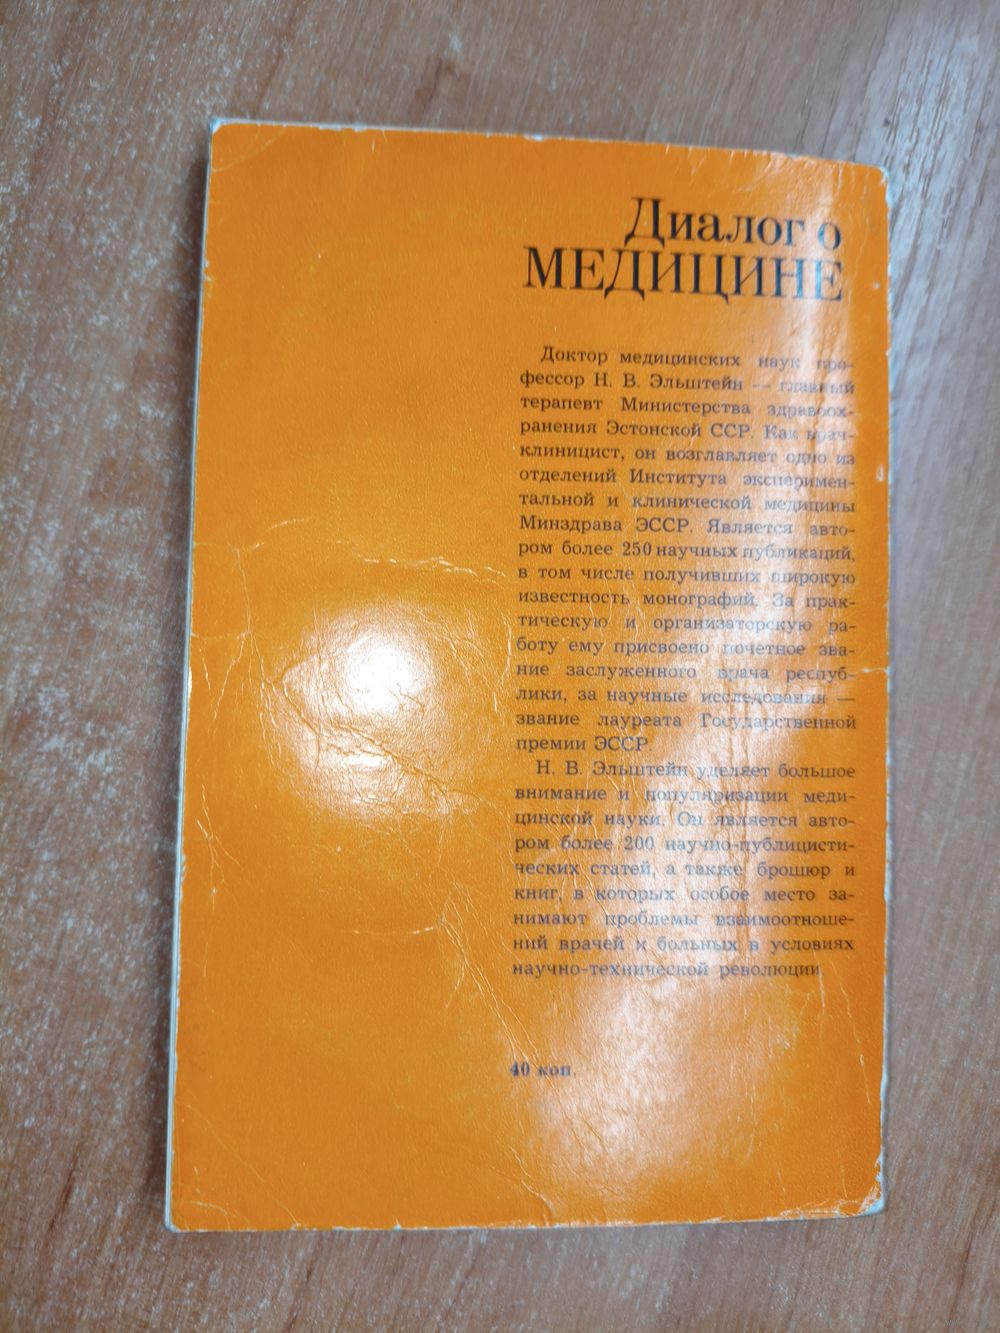 Диалог о
МЕДИЦИНЕ
Доктор медицинских наук про-
фессор Н. В. Эльштейн — главный
терапевт Министерства здравоох-
ранения Эстонской ССР. Как врач-
клиницист, он возглавляет одно из
отделений Института эксперимен-
тальной и клинической медицины
Минздрава ЭССР. Является авто-
ром более 250 научных публикаций,
в том числе получивших широкую
известность монографий. За прак-
тическую и организаторскую ра-
боту ему присвоено почетное зва-
ние заслуженного врача респуб-
лики, за научные исследования —
звание лауреата Государственной
премии ЭССР.
Н. В. Эльштейн уделяет большое
внимание и популяризации меди-
цинской науки. Он является авто-
ром более 200 научно-публицисти-
ческих статей, а также брошюр и
книг, в которых особое место за-
нимают проблемы взаимоотноше-
ний врачей и больных в условиях
научно-технической революции.
40 коп.